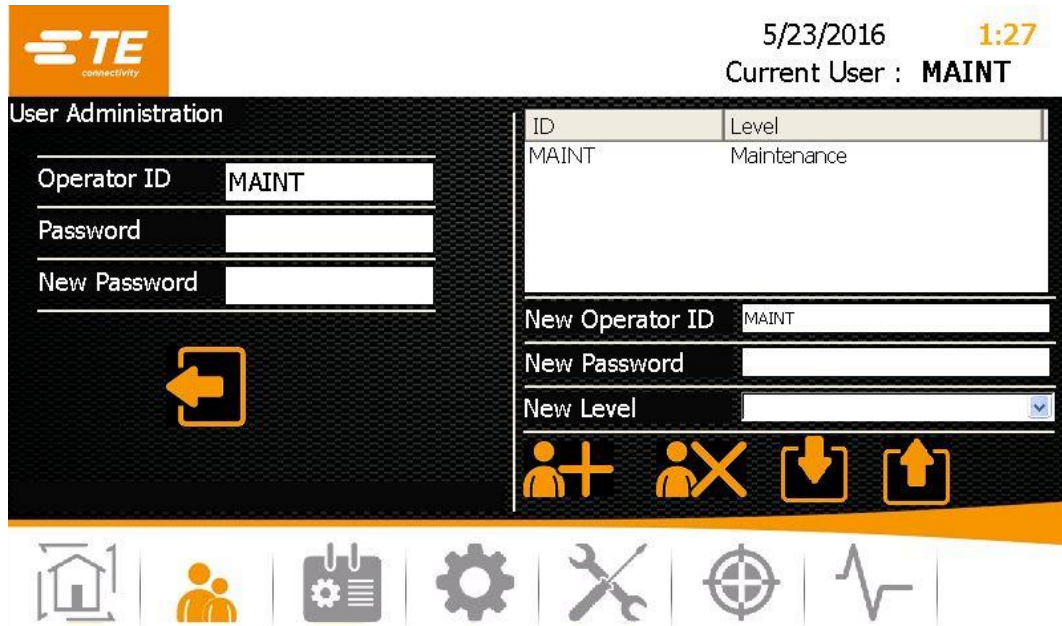 TE
connectivity
5/23/2016 1:27
Current User : MAINT
User Administration
Operator ID MAINT
Password
New Password
ID Level
MAINT Maintenance
New Operator ID MAINT
New Password
New Level